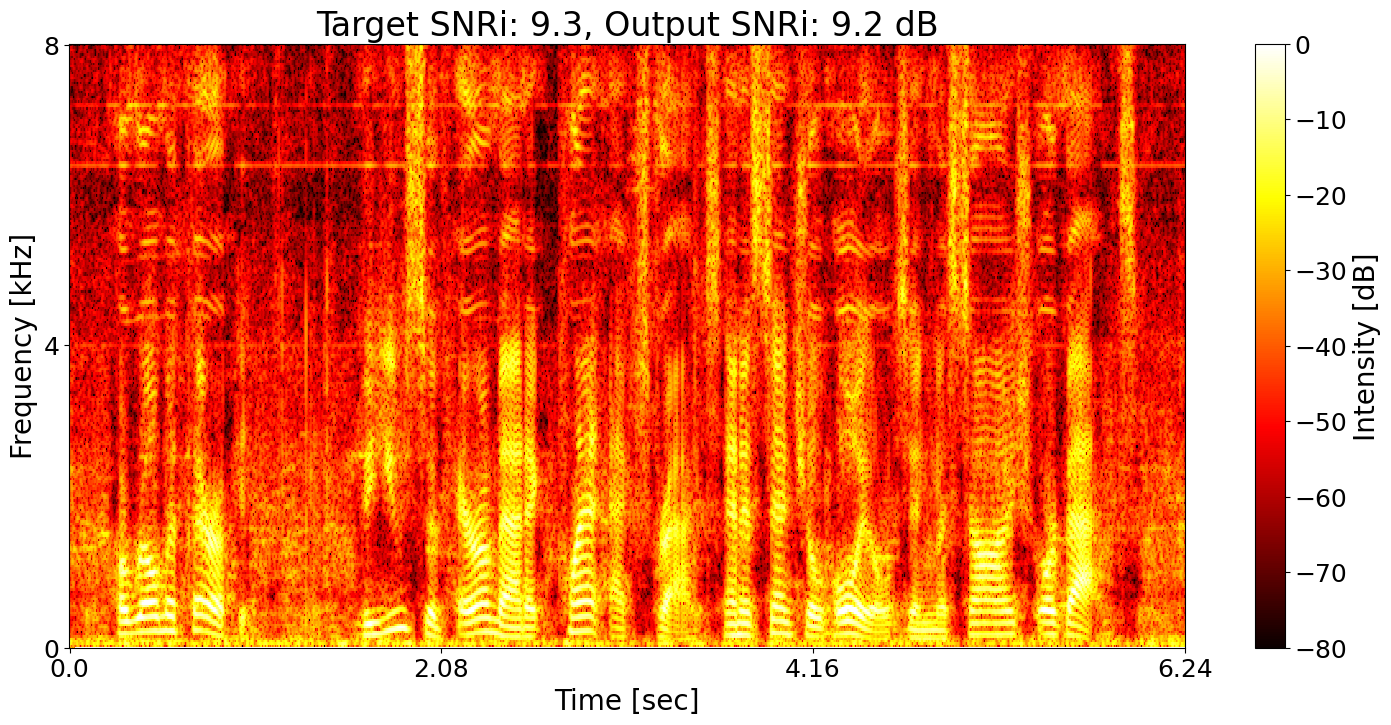 Target SNRi: 9.3, Output SNRi: 9.2 dB
8
4
0
Frequency [kHz]
0.0 2.08 4.16 6.24
Time [sec]
0
−10
−20
−30
−40
−50
−60
−70
−80
Intensity [dB]